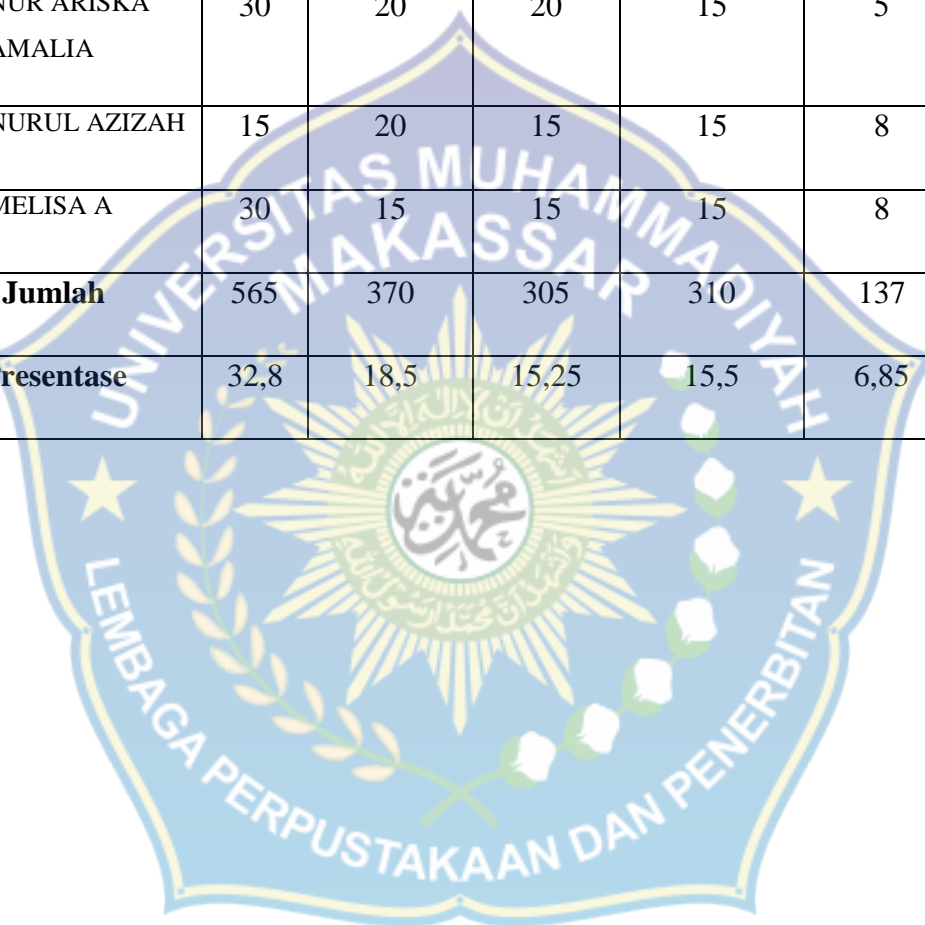 NUR ARISKA 30 20 20 15 5
AMALIA
NURUL AZIZAH 15 20 15 15 8
MELISA A 30 15 15 15 8
Jumlah 565 370 305 310 137
Presentase 32,8 18,5 15,25 15,5 6,85
UNIVERSITAS MUHAMMADIYAH
MAKASSAR
LEMBAGA PERPUSTAKAAN DAN PENERBITAN